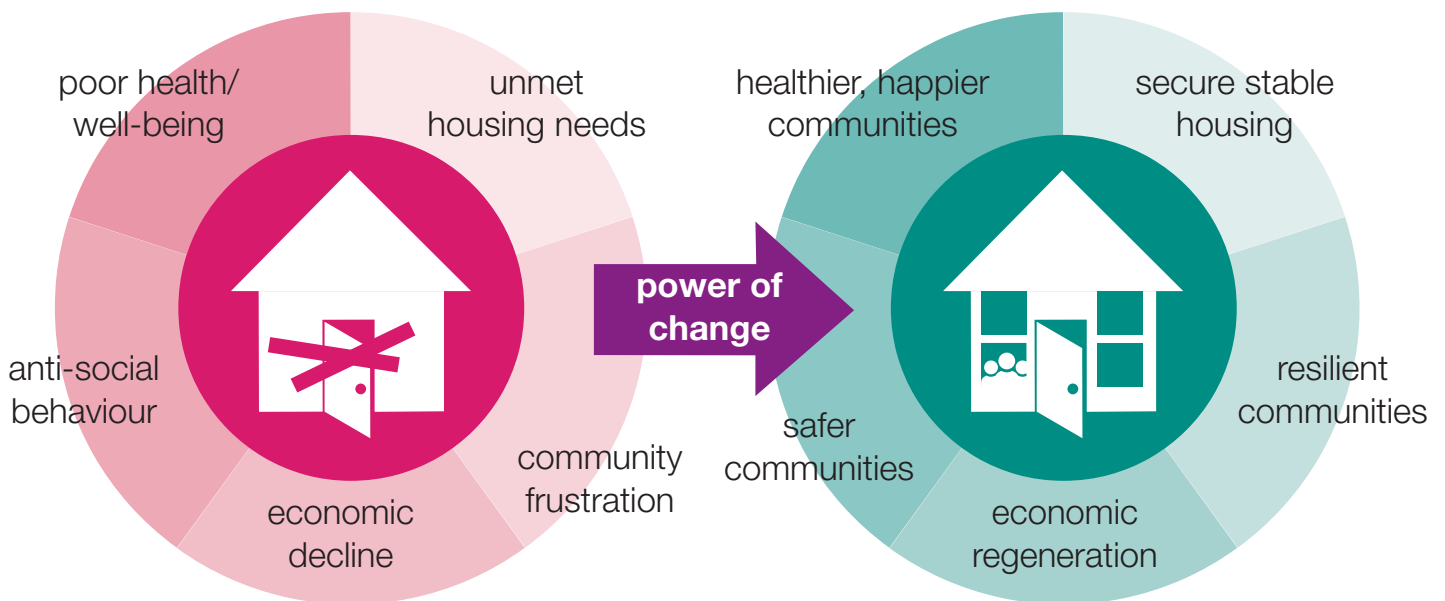 poor health/
well-being
unmet
housing needs
anti-social
behaviour
community
frustration
economic
decline
power of
change
healthier, happier
communities
secure stable
housing
resilient
communities
safer
communities
economic
regeneration